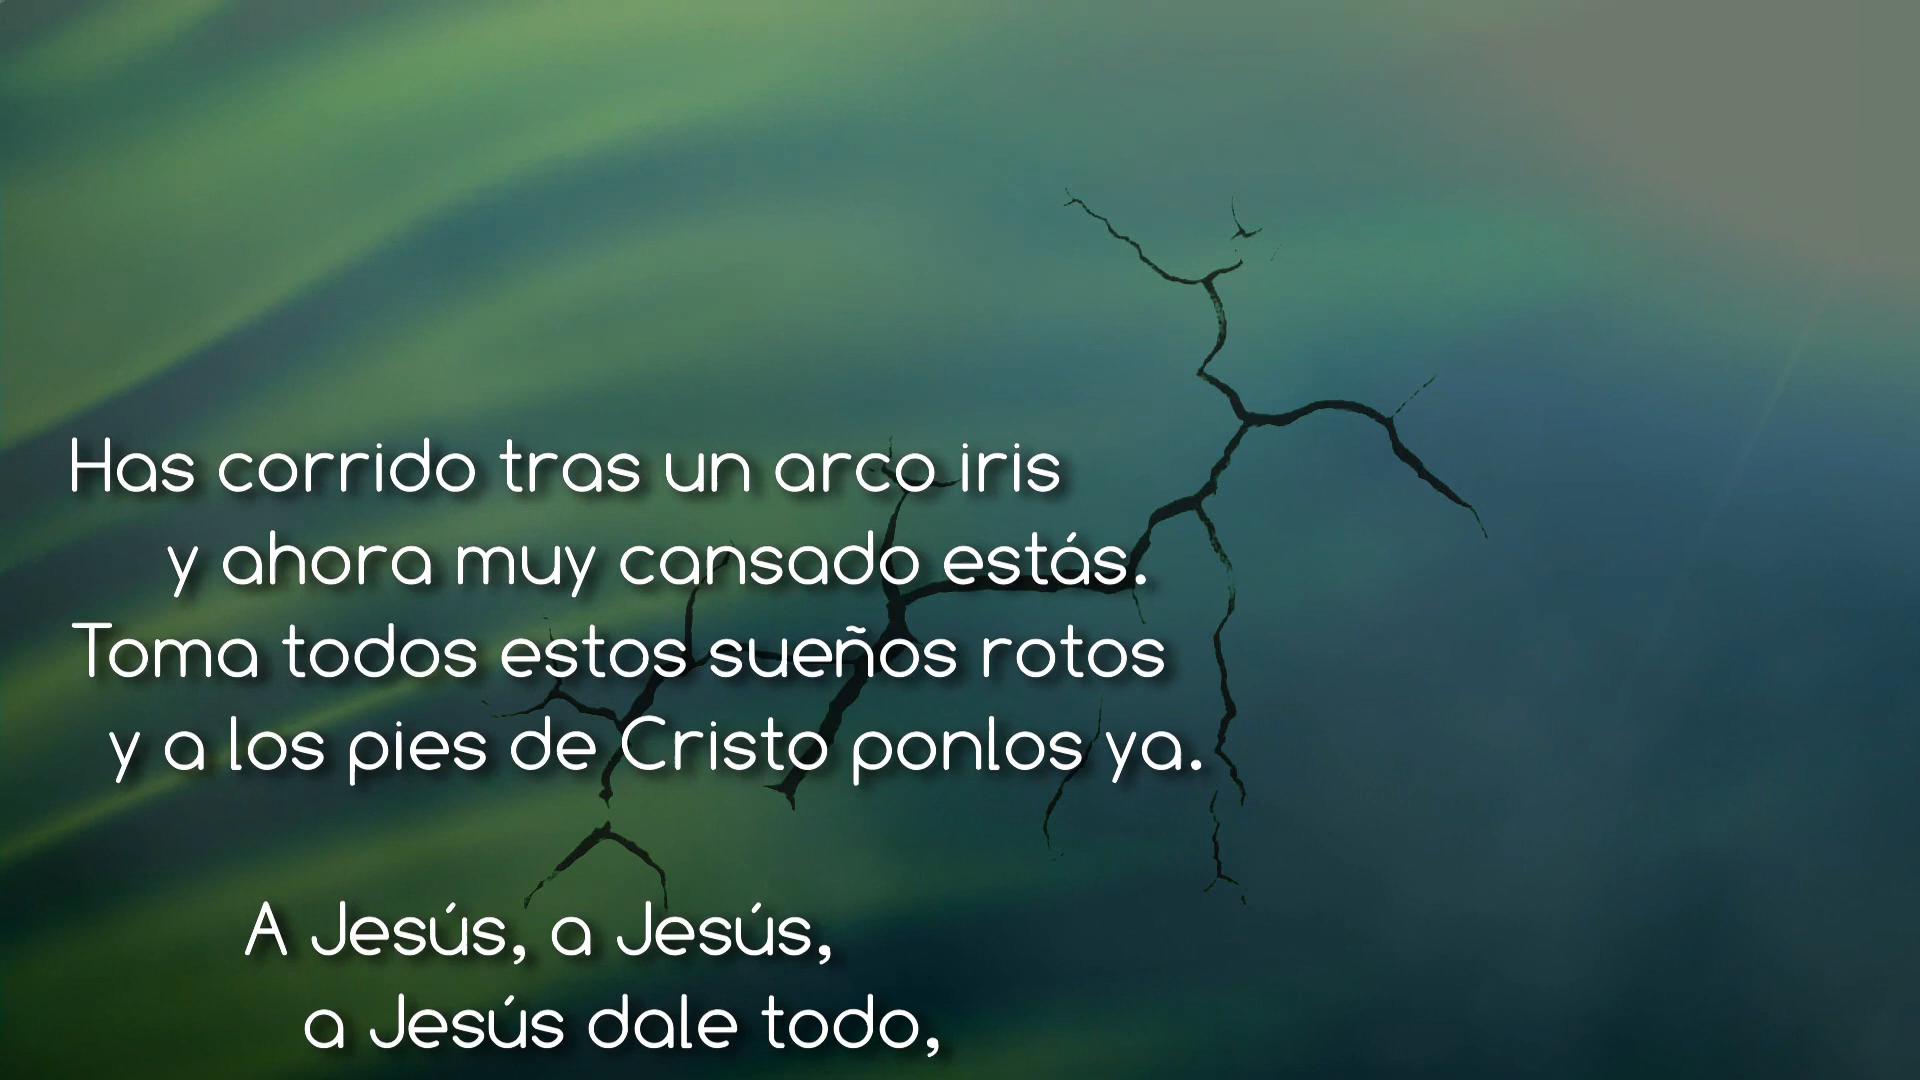 Has corrido tras un arco iris
y ahora muy cansado estás.
Toma todos estos sueños rotos
y a los pies de Cristo ponlos ya.
A Jesús, a Jesús,
a Jesús dale todo,